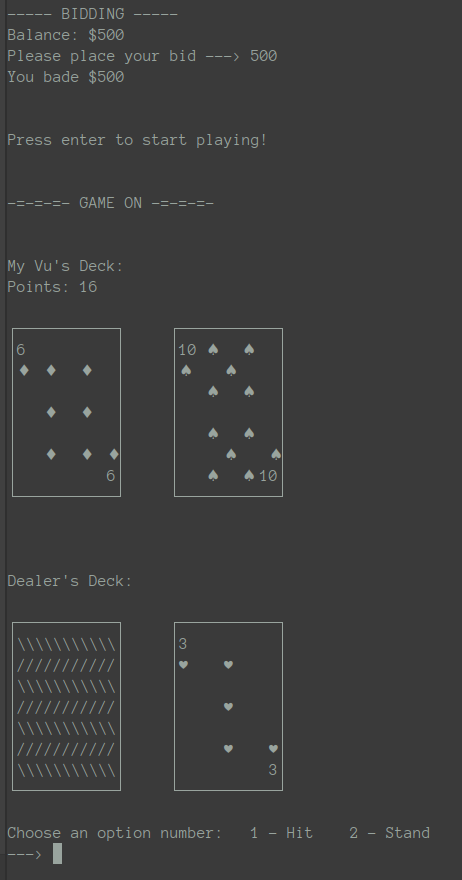 ----- BIDDING -----
Balance: $500
Please place your bid ---> 500
You bade $500
Press enter to start playing!
-=-=-=- GAME ON -=-=-=-
My Vu's Deck:
Points: 16
6 10 ♠ ♠
♦ ♦ ♦ ♠ ♠
♠ ♠
♦ ♦
♠ ♠
♦ ♦ ♦ ♠ ♠
6 ♠ ♠ 10
Dealer's Deck:
\\\\\\\\\\\ 3
/////////// ♥ ♥
\\\\\\\\\\\
/////////// ♥
\\\\\\\\\\\
/////////// ♥ ♥
\\\\\\\\\\\ 3
Choose an option number: 1 - Hit 2 - Stand
--->